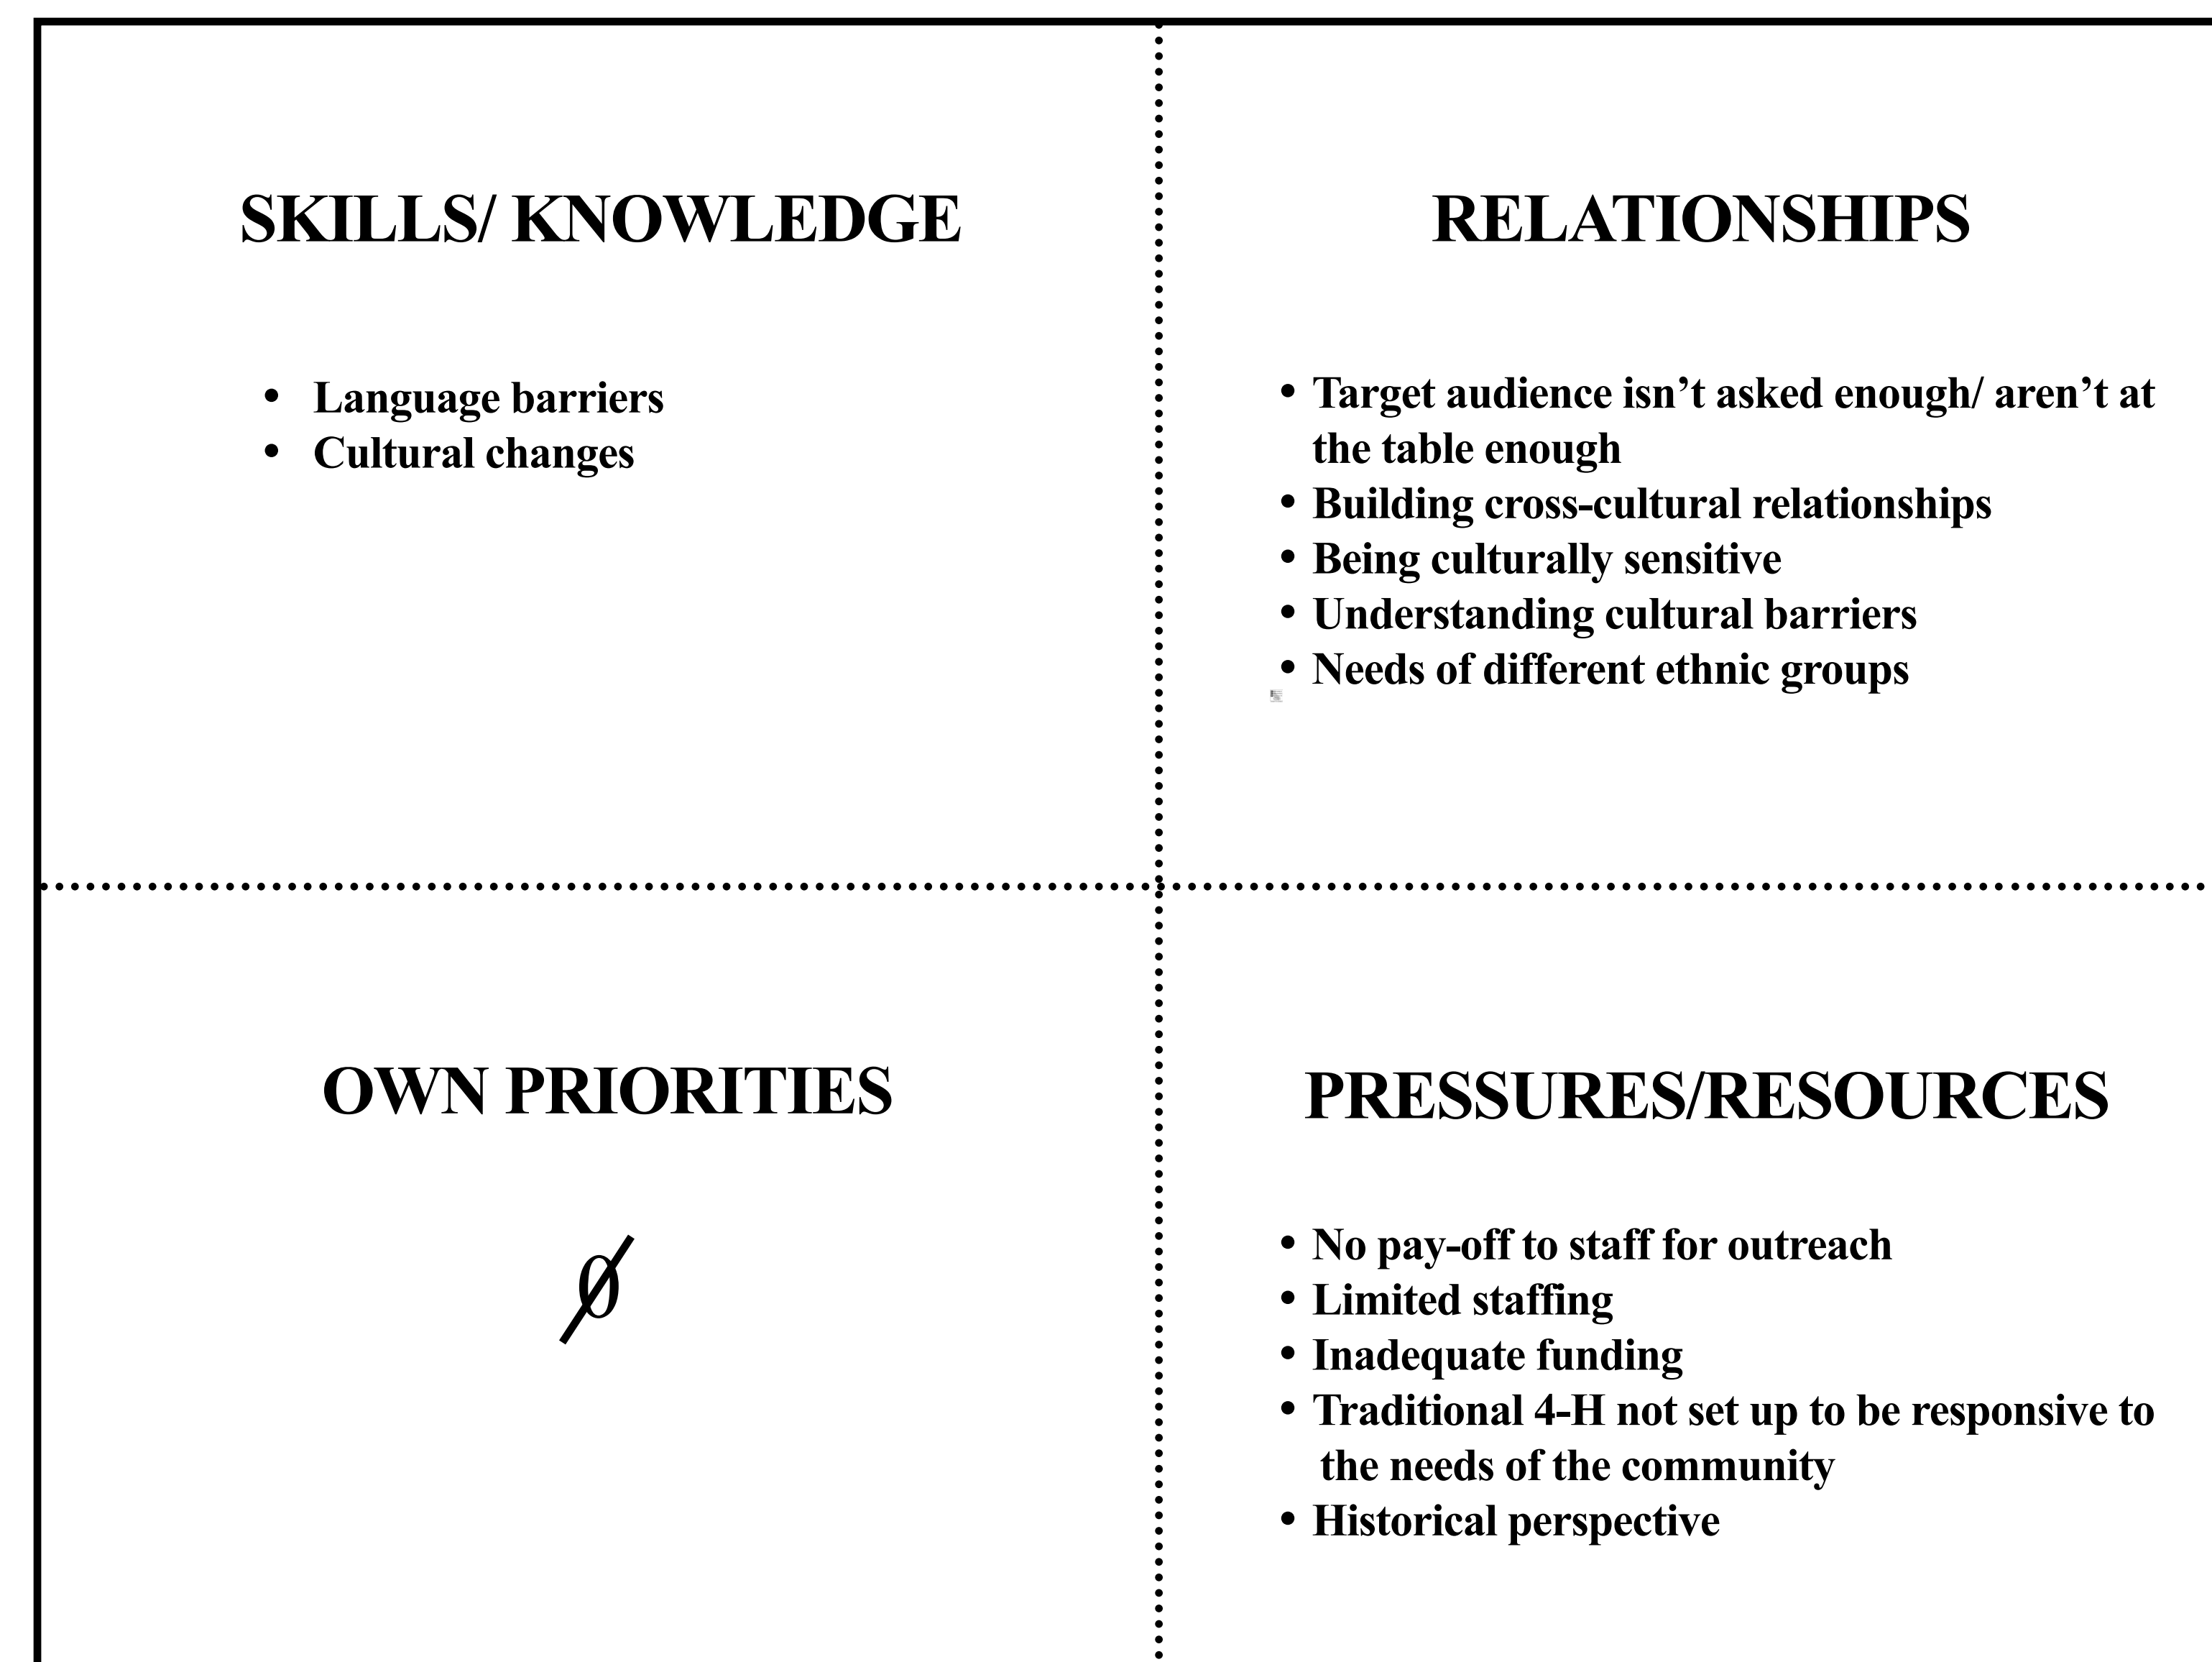 SKILLS/ KNOWLEDGE
• Language barriers
• Cultural changes
RELATIONSHIPS
• Target audience isn’t asked enough/ aren’t at
the table enough
• Building cross-cultural relationships
• Being culturally sensitive
• Understanding cultural barriers
• Needs of different ethnic groups
OWN PRIORITIES
0
PRESSURES/RESOURCES
• No pay-off to staff for outreach
• Limited staffing
• Inadequate funding
• Traditional 4-H not set up to be responsive to
the needs of the community
• Historical perspective